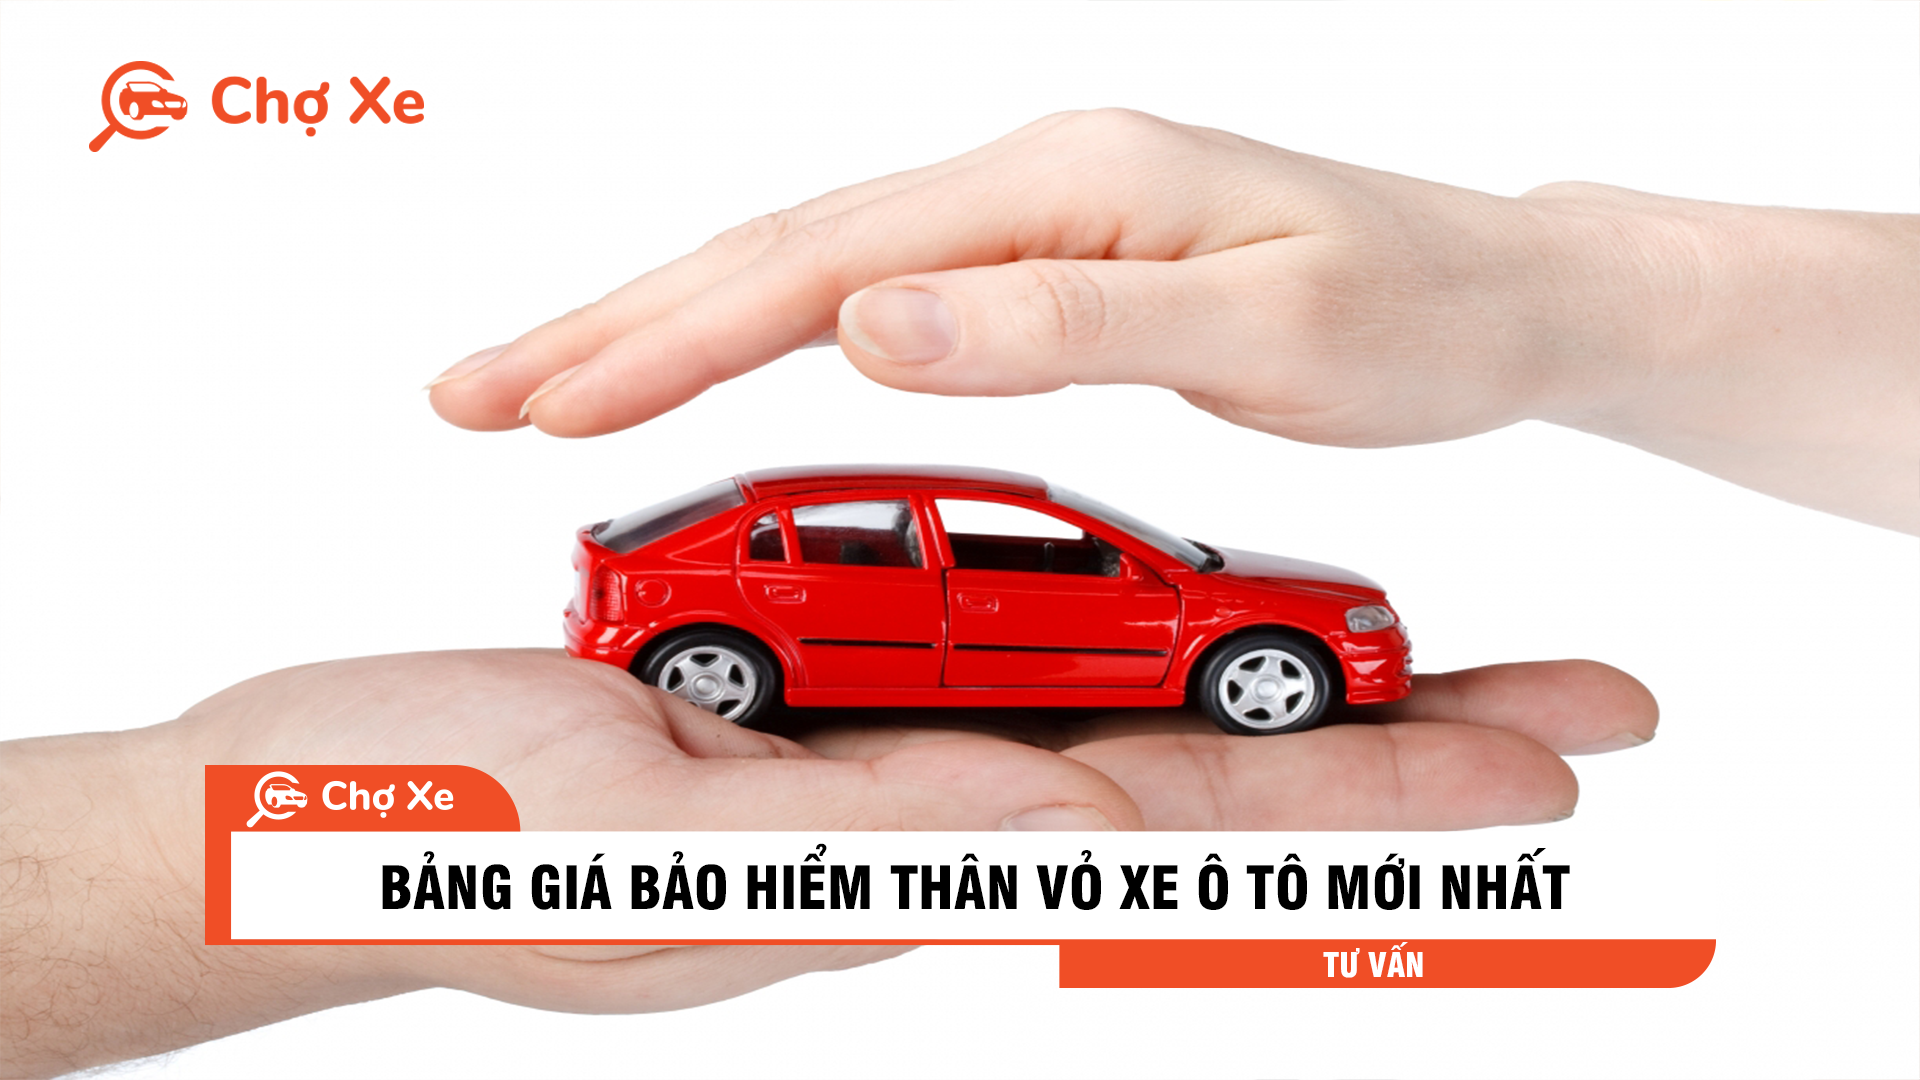 Chợ Xe
Chợ Xe
BẢNG GIÁ BẢO HIỂM THÂN VỎ XE Ô TÔ MỚI NHẤT
TƯ VẤN